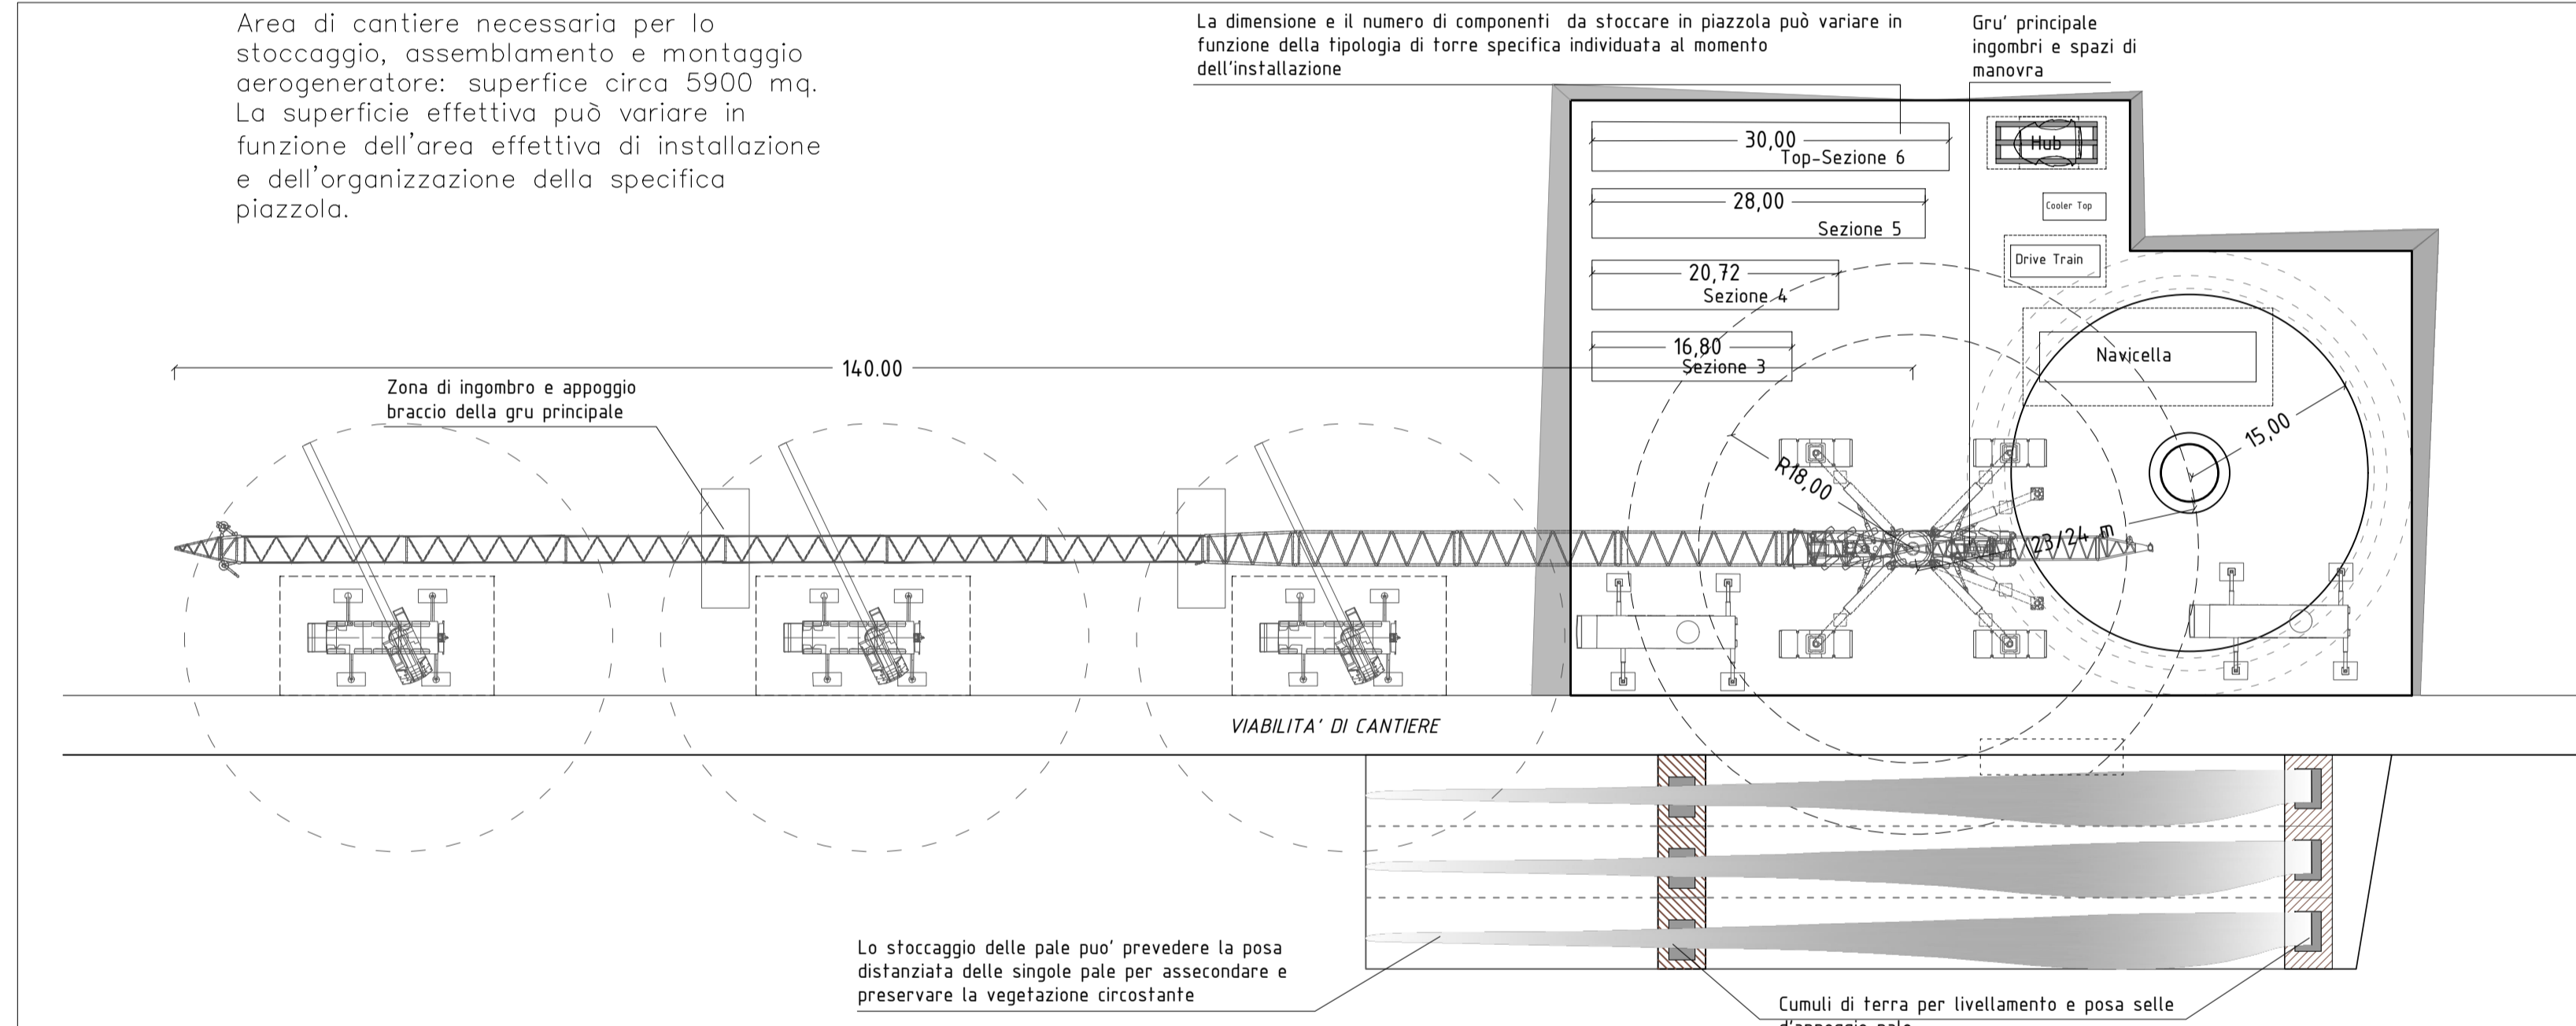 Area di cantiere necessaria per lo
stoccaggio, assemblamento e montaggio
aerogeneratore: superfice circa 5900 mq.
La superficie effettiva può variare in
funzione dell'area effettiva di installazione
e dell'organizzazione della specifica
piazzola.
La dimensione e il numero di componenti da stoccare in piazzola può variare in
funzione della tipologia di torre specifica individuata al momento
dell'installazione
Gru' principale
ingombri e spazi di
manovra
30,00
Top-Sezione 6
Hub
28,00
Sezione 5
Cooler Top
Drive Train
20,72
Sezione 4
16,80
Sezione 3
Navicella
140.00
Zona di ingombro e appoggio
braccio della gru principale
15,00
R18,00
23/24 m
VIABILITA' DI CANTIERE
Lo stoccaggio delle pale puo' prevedere la posa
distanziata delle singole pale per assecondare e
preservare la vegetazione circostante
Cumuli di terra per livellamento e posa selle
d'appoggio pale